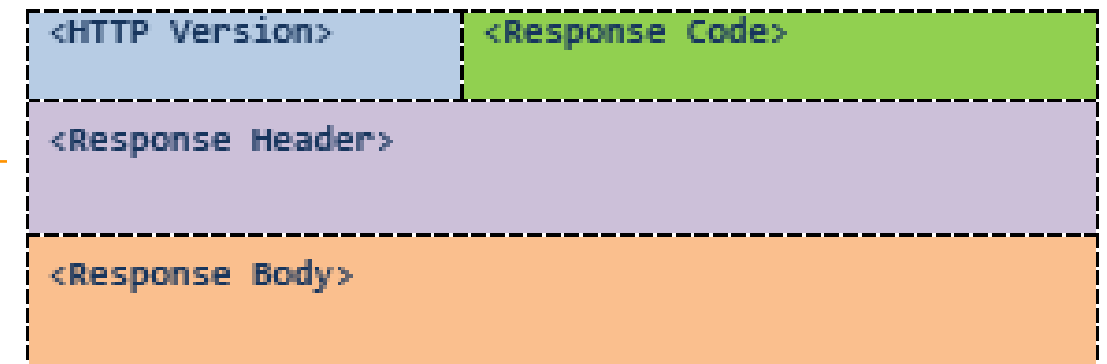 <HTTP Version> <Response Code>
<Response Header>
<Response Body>